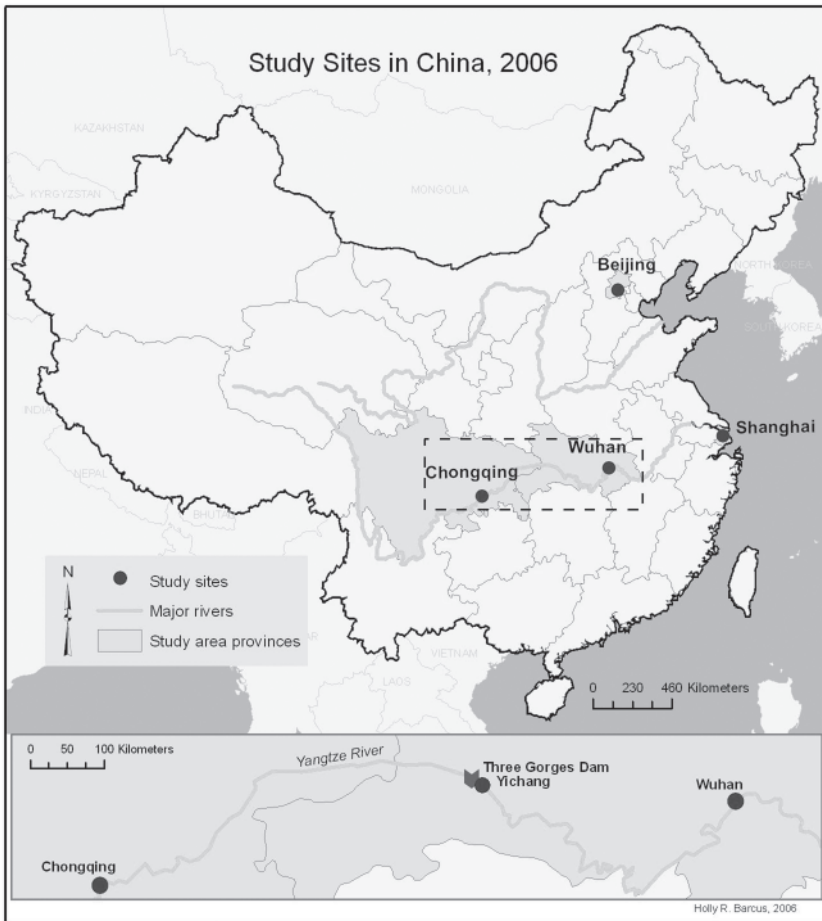 Study Sites in China, 2006
KAZAKHSTAN
KYRGYZSTAN
MONGOLIA
Beijing
NORTH KOREA
SOUTH KOREA
Shanghai
Wuhan
Chongqing
INDIA
NEPAL
BHUTAN
N
Study sites
Major rivers
Study area provinces
VIETNAM
LAOS
0 230 460 Kilometers
0 50 100 Kilometers
Yangtze River
Three Gorges Dam
Yichang
Wuhan
Chongqing
Holly R. Barcus, 2006